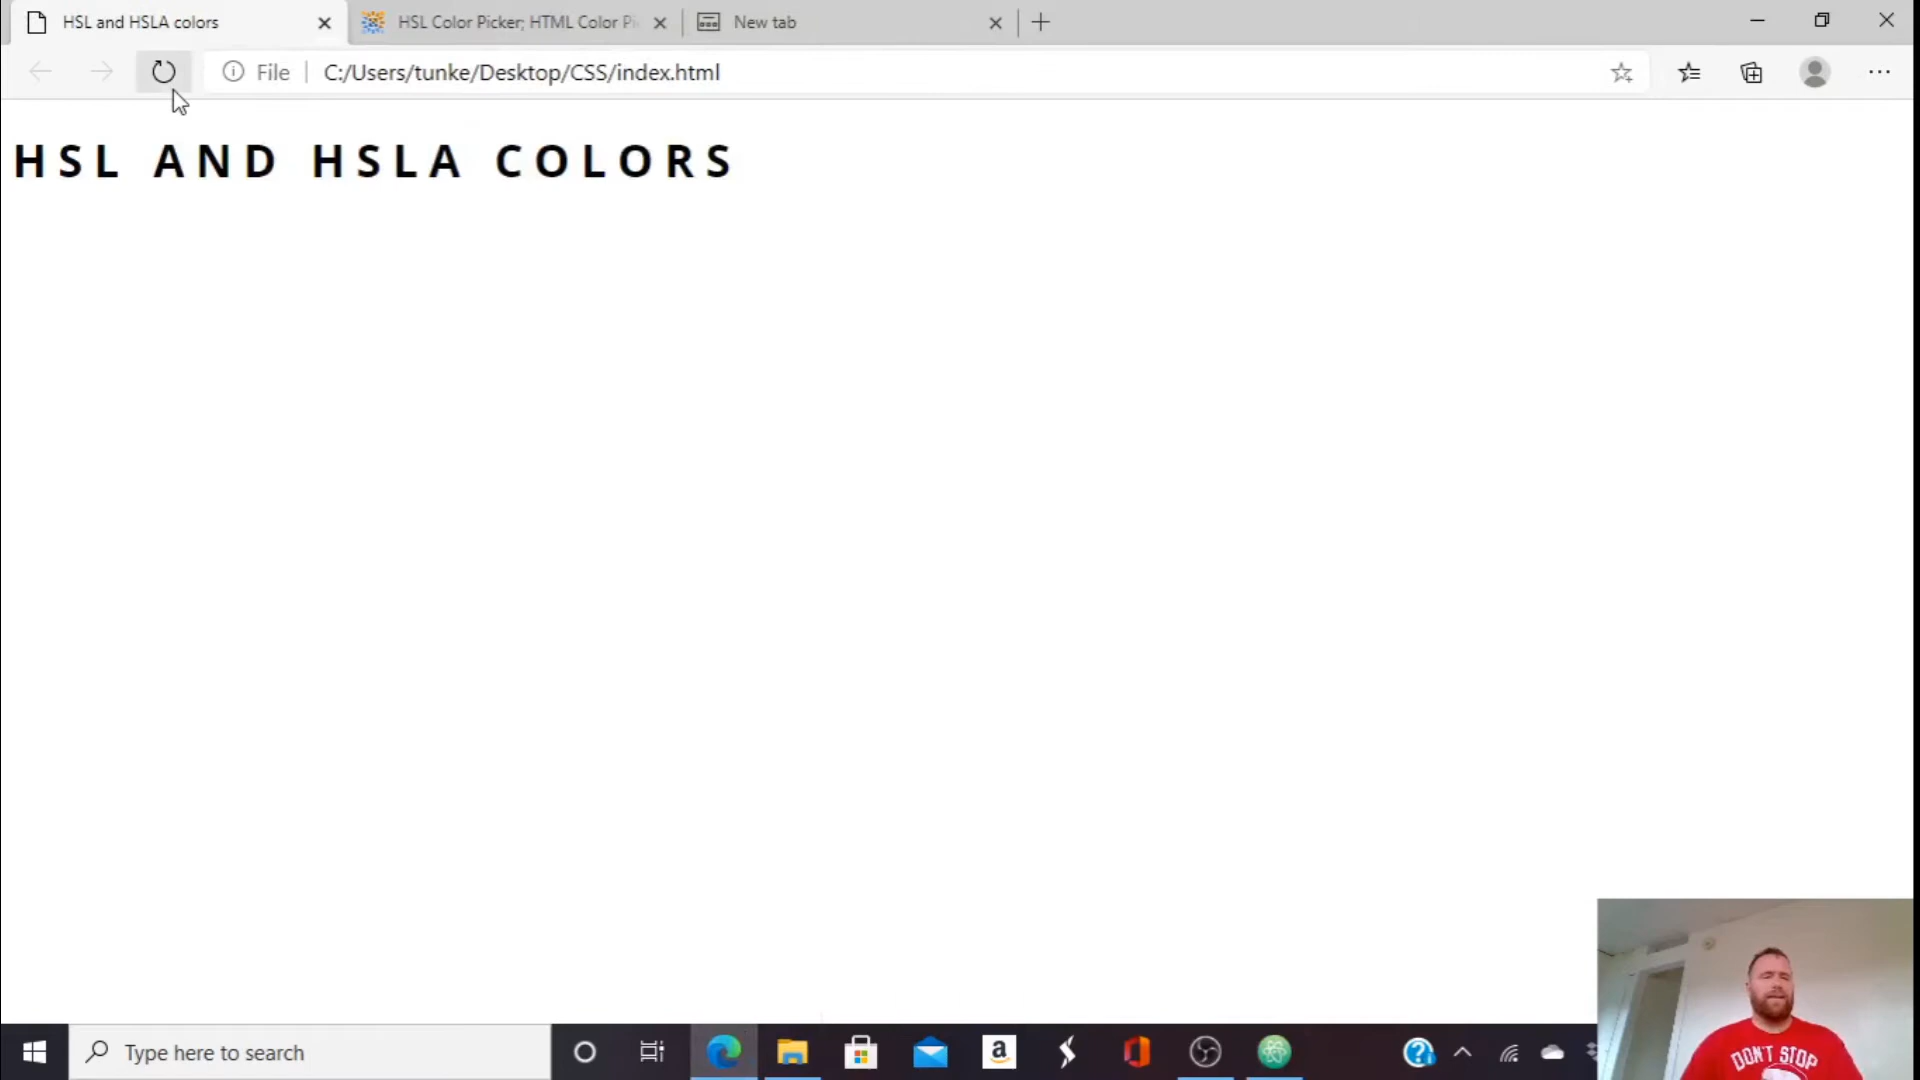 HSL and HSLA colors
HSL Color Picker; HTML Color Pi
New tab
File
C:/Users/tunke/Desktop/CSS/index.html
HSL AND HSLA COLORS
Type here to search
DON'T STOP